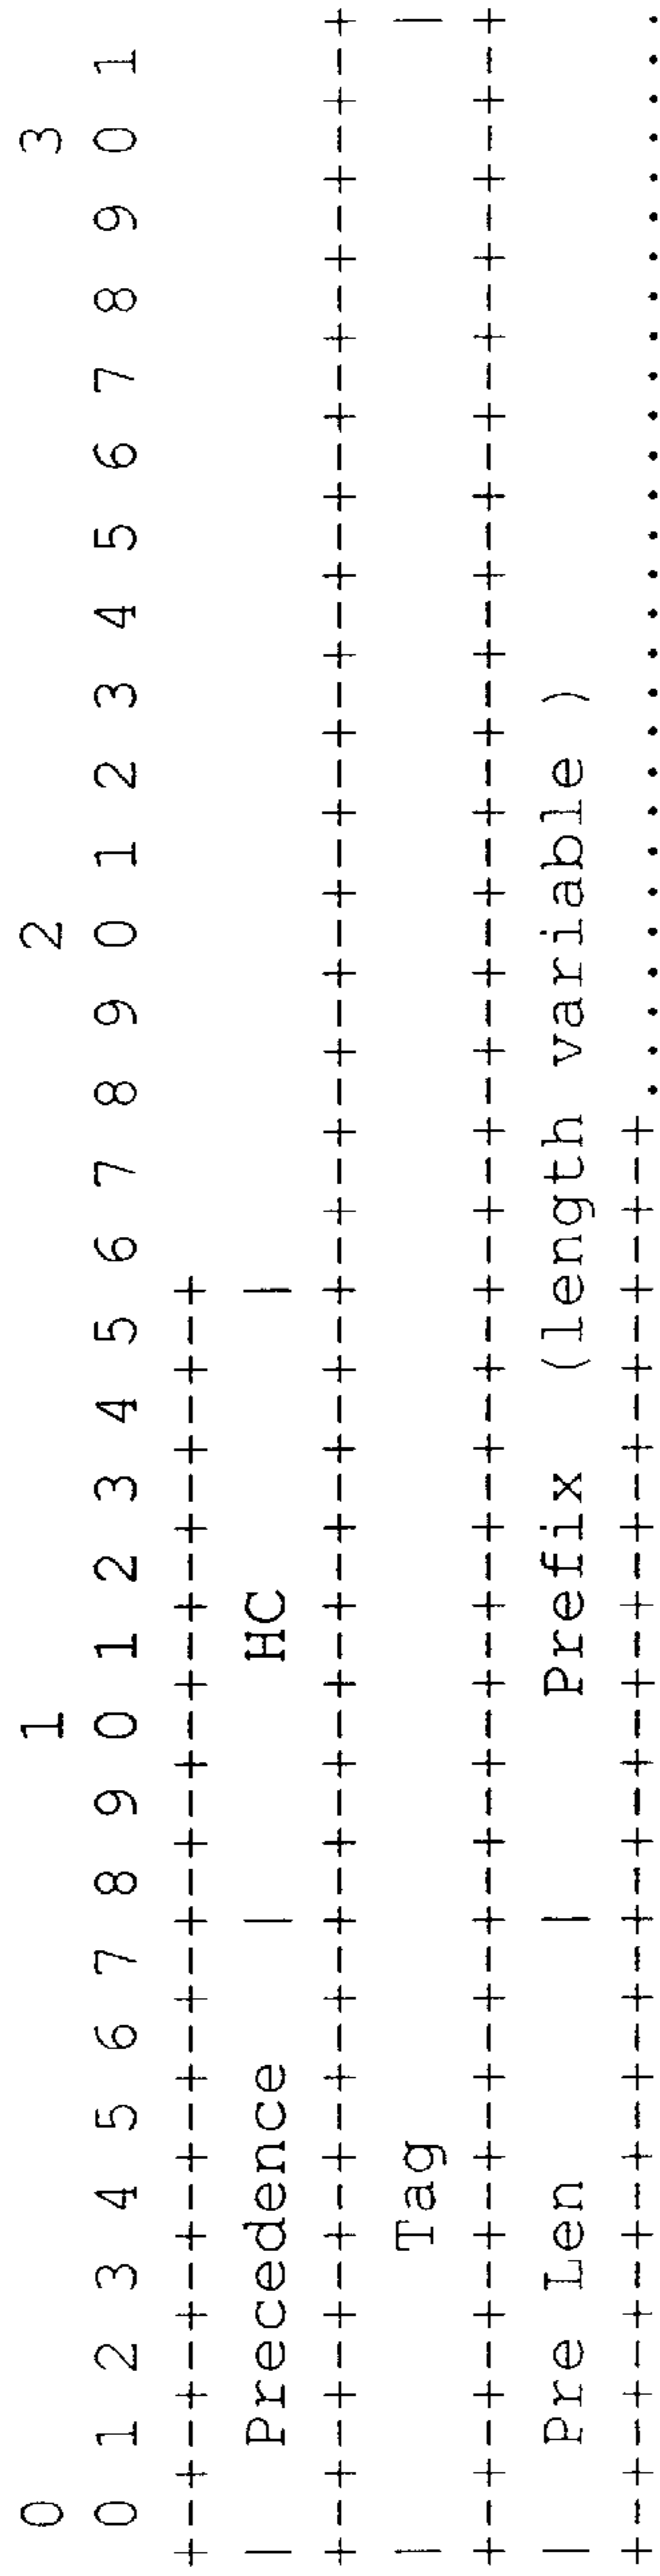 0                   1                   2                   3
 0 1 2 3 4 5 6 7 8 9 0 1 2 3 4 5 6 7 8 9 0 1 2 3 4 5 6 7 8 9 0 1
+-+-+-+-+-+-+-+-+-+-+-+-+-+-+-+-+
|  Precedence   |      HC       |
+-+-+-+-+-+-+-+-+-+-+-+-+-+-+-+-+-+-+-+-+-+-+-+-+-+-+-+-+-+-+-+-+
|       Tag                                                     |
+-+-+-+-+-+-+-+-+-+-+-+-+-+-+-+-+-+-+-+-+-+-+-+-+-+-+-+-+-+-+-+-+
|  Pre Len      |     Prefix  (length variable )
+-+-+-+-+-+-+-+-+-+-+-+-+-+-+-+-+-+-+............................